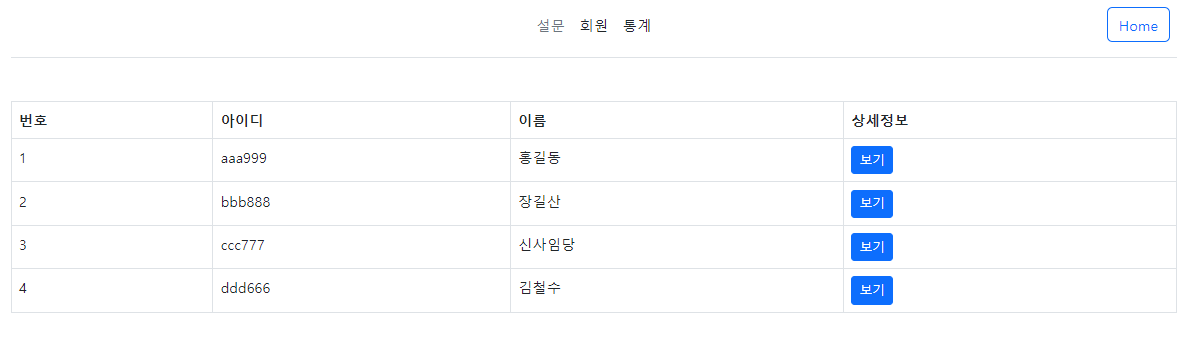 설문 회원 통계 Home
번호 아이디 이름 상세정보
1 aaa999 홍길동 보기
2 bbb888 장길산 보기
3 ccc777 신사임당 보기
4 ddd666 김철수 보기